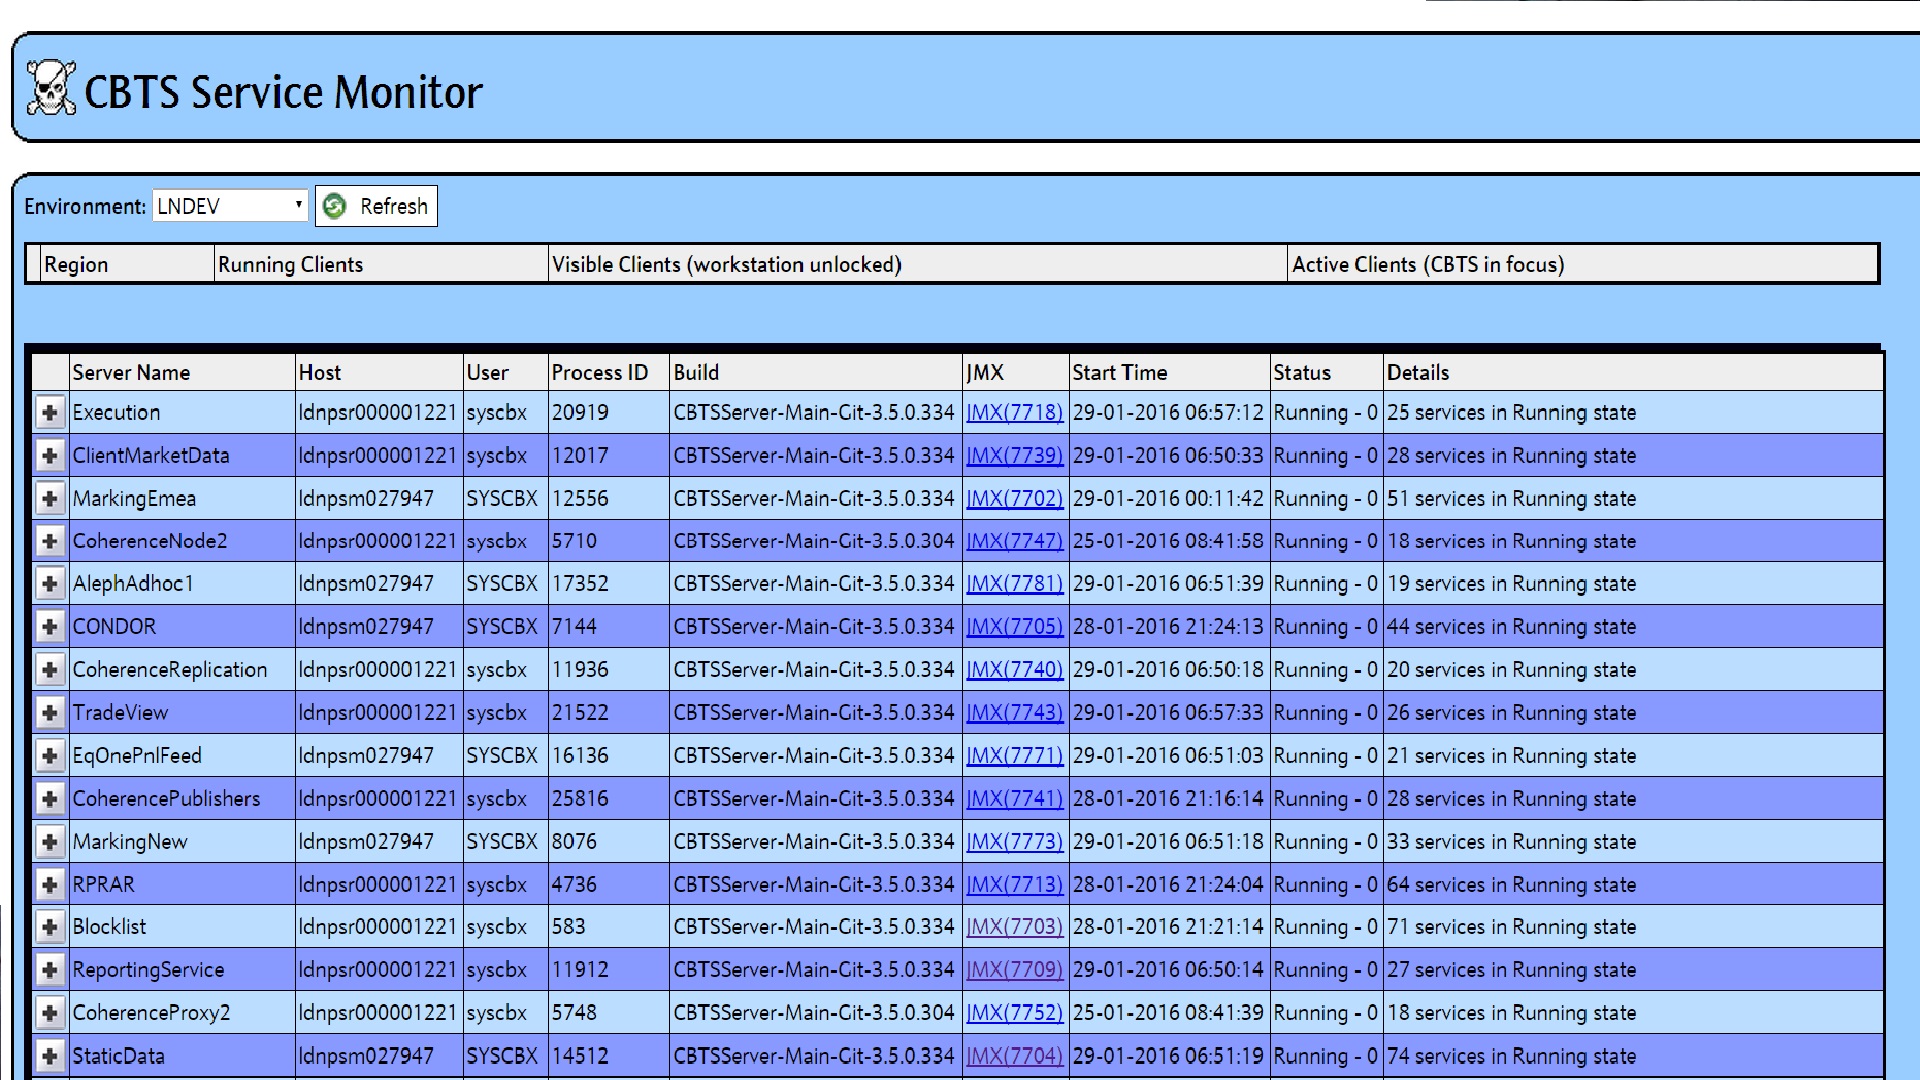 CBTS Service Monitor
Environment: LNDEV Refresh
Region Running Clients Visible Clients (workstation unlocked) Active Clients (CBTS in focus)
Server Name Host User Process ID Build JMX Start Time Status Details
Execution ldnpsr000001221 syscbx 20919 CBTSServer-Main-Git-3.5.0.334 JMX(7718) 29-01-2016 06:57:12 Running - 0 25 services in Running state
ClientMarketData ldnpsr000001221 syscbx 12017 CBTSServer-Main-Git-3.5.0.334 JMX(7739) 29-01-2016 06:50:33 Running - 0 28 services in Running state
MarkingEmea ldnpsm027947 SYSCBX 12556 CBTSServer-Main-Git-3.5.0.334 JMX(7702) 29-01-2016 00:11:42 Running - 0 51 services in Running state
CoherenceNode2 ldnpsr000001221 syscbx 5710 CBTSServer-Main-Git-3.5.0.304 JMX(7747) 25-01-2016 08:41:58 Running - 0 18 services in Running state
AlephAdhoc1 ldnpsm027947 SYSCBX 17352 CBTSServer-Main-Git-3.5.0.334 JMX(7781) 29-01-2016 06:51:39 Running - 0 19 services in Running state
CONDOR ldnpsm027947 SYSCBX 7144 CBTSServer-Main-Git-3.5.0.334 JMX(7705) 28-01-2016 21:24:13 Running - 0 44 services in Running state
CoherenceReplication ldnpsr000001221 syscbx 11936 CBTSServer-Main-Git-3.5.0.334 JMX(7740) 29-01-2016 06:50:18 Running - 0 20 services in Running state
TradeView ldnpsr000001221 syscbx 21522 CBTSServer-Main-Git-3.5.0.334 JMX(7743) 29-01-2016 06:57:33 Running - 0 26 services in Running state
EqOnePnlFeed ldnpsm027947 SYSCBX 16136 CBTSServer-Main-Git-3.5.0.334 JMX(7771) 29-01-2016 06:51:03 Running - 0 21 services in Running state
CoherencePublishers ldnpsr000001221 syscbx 25816 CBTSServer-Main-Git-3.5.0.334 JMX(7741) 28-01-2016 21:16:14 Running - 0 28 services in Running state
MarkingNew ldnpsm027947 SYSCBX 8076 CBTSServer-Main-Git-3.5.0.334 JMX(7773) 29-01-2016 06:51:18 Running - 0 33 services in Running state
RPRAR ldnpsr000001221 syscbx 4736 CBTSServer-Main-Git-3.5.0.334 JMX(7713) 28-01-2016 21:24:04 Running - 0 64 services in Running state
Blocklist ldnpsr000001221 syscbx 583 CBTSServer-Main-Git-3.5.0.334 JMX(7703) 28-01-2016 21:21:14 Running - 0 71 services in Running state
ReportingService ldnpsr000001221 syscbx 11912 CBTSServer-Main-Git-3.5.0.334 JMX(7709) 29-01-2016 06:50:14 Running - 0 27 services in Running state
CoherenceProxy2 ldnpsr000001221 syscbx 5748 CBTSServer-Main-Git-3.5.0.304 JMX(7752) 25-01-2016 08:41:39 Running - 0 18 services in Running state
StaticData ldnpsm027947 SYSCBX 14512 CBTSServer-Main-Git-3.5.0.334 JMX(7704) 29-01-2016 06:51:19 Running - 0 74 services in Running state